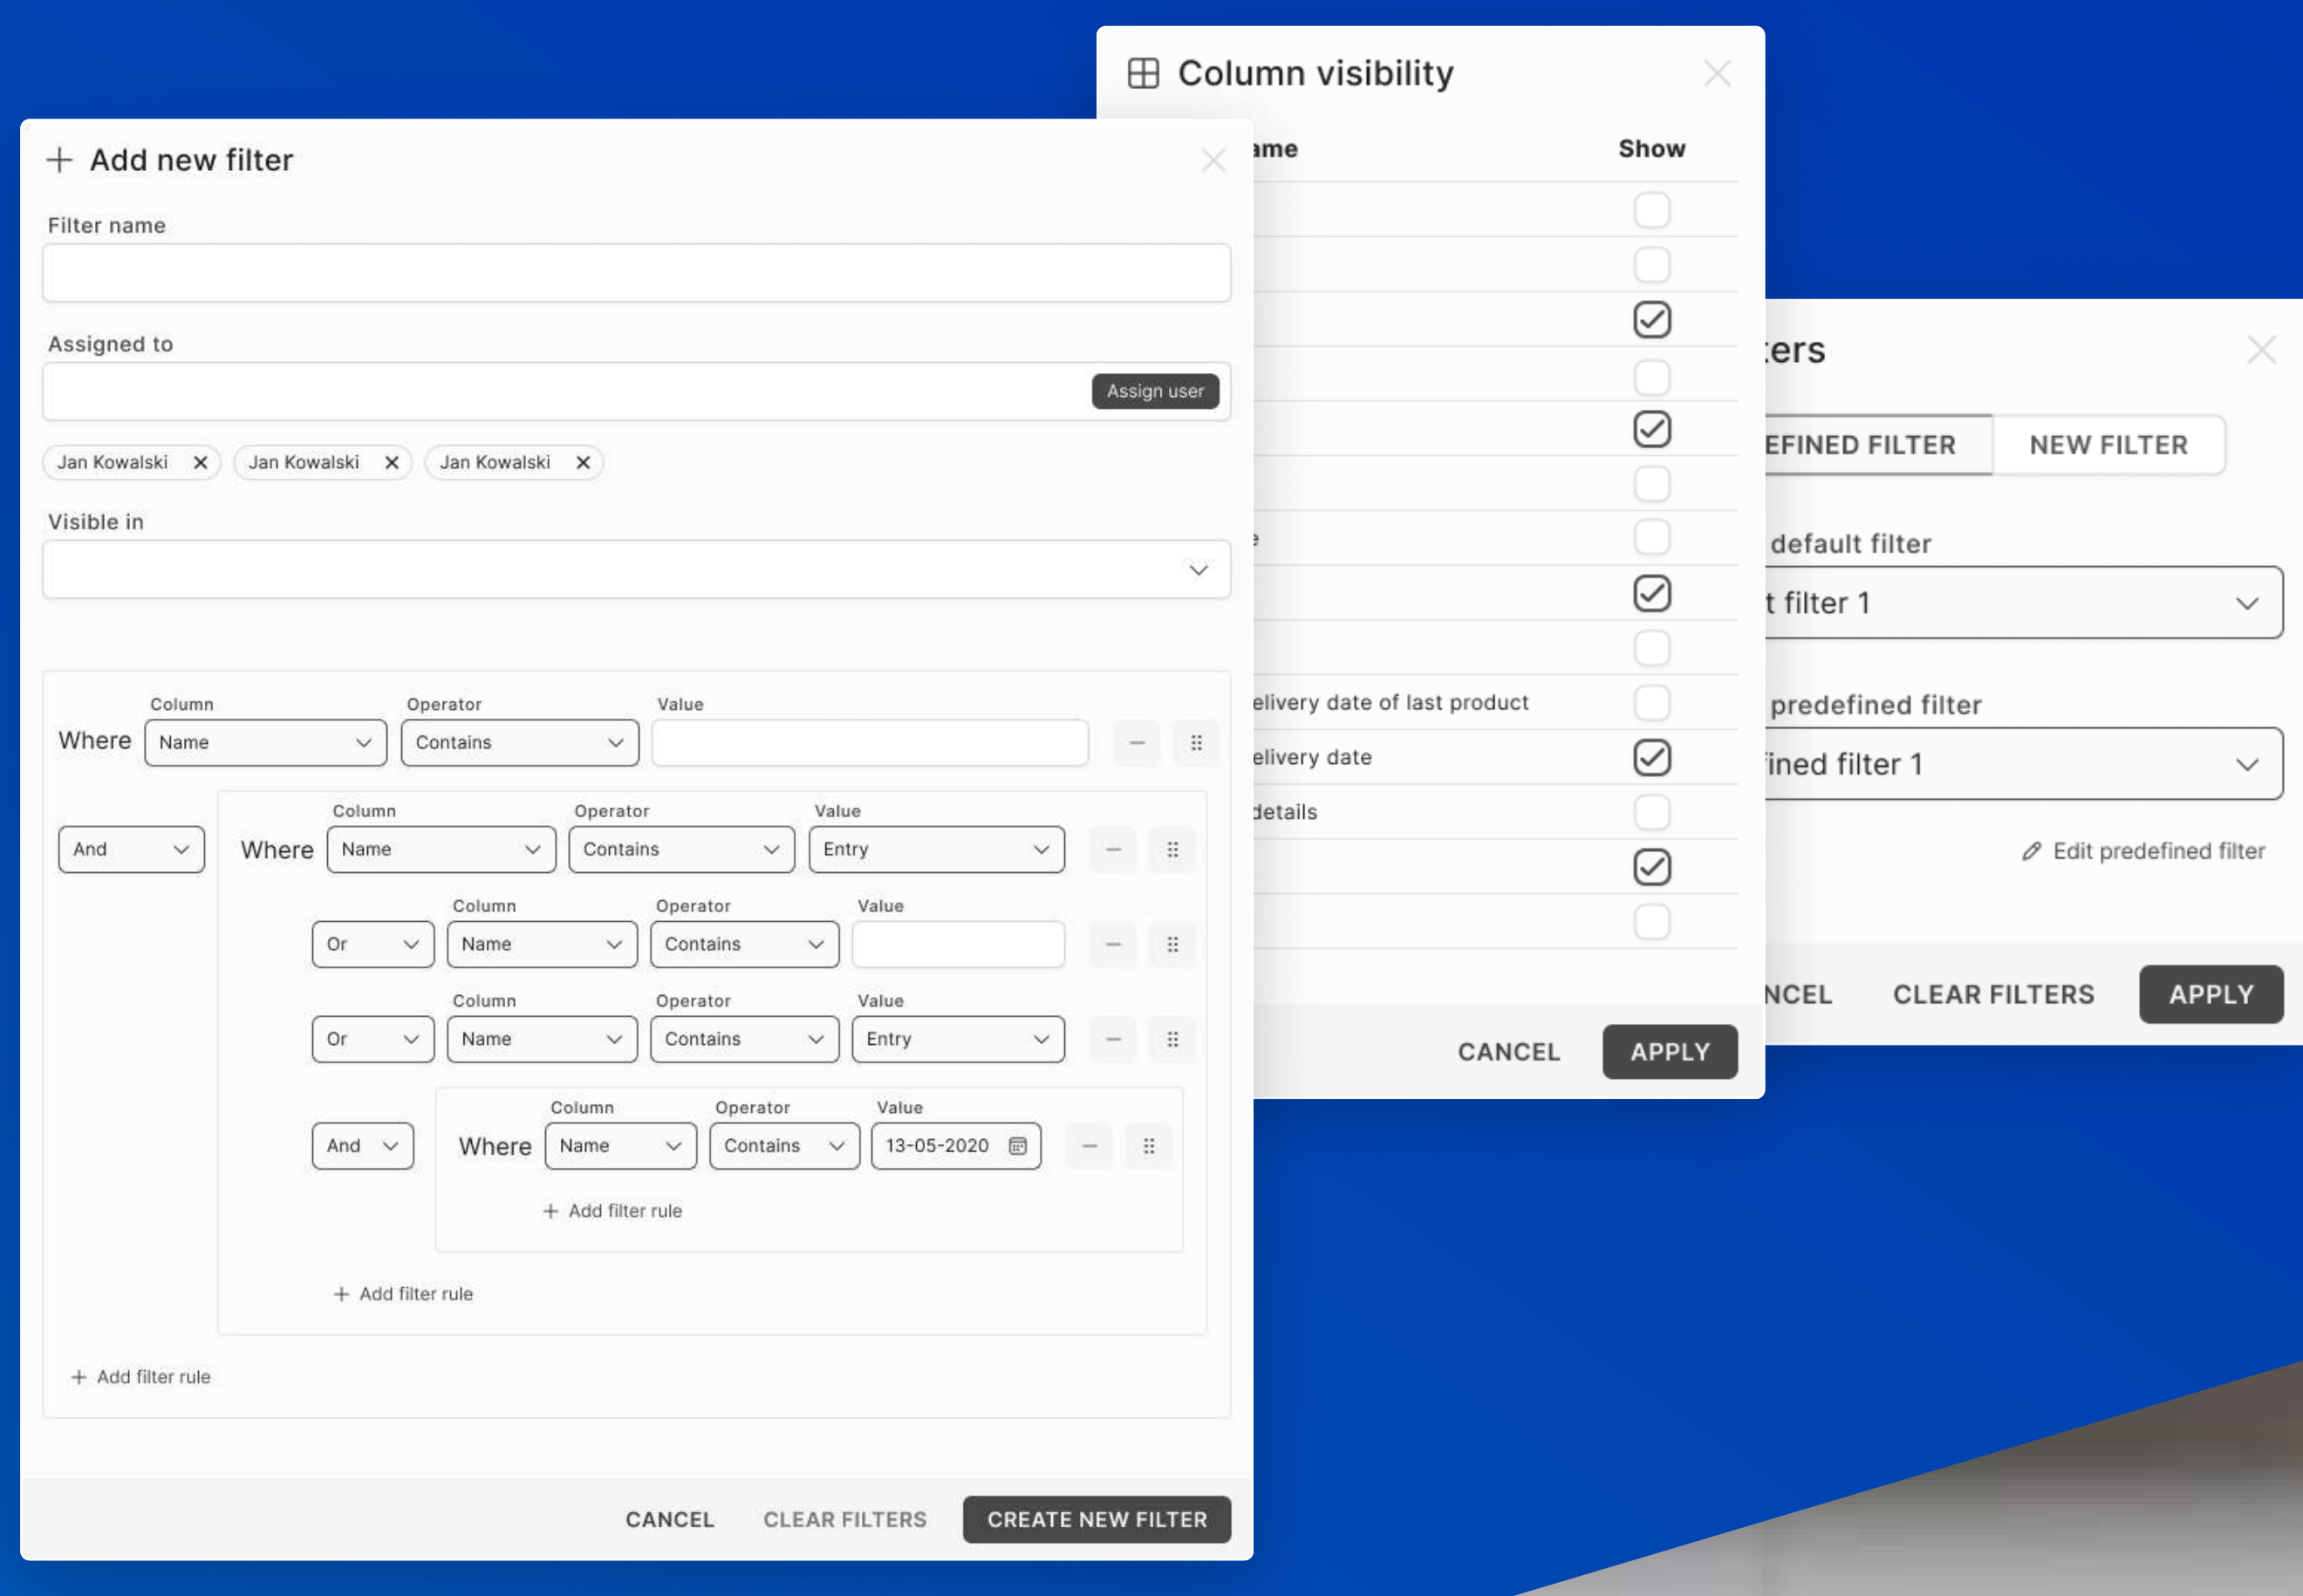 Add new filter
Filter name
Assigned to
Assign user
Jan Kowalski Jan Kowalski Jan Kowalski
Visible in
Column Operator Value
Where Name Contains
Column Operator Value
And Where Name Contains Entry
Column Operator Value
Or Name Contains
Column Operator Value
Or Name Contains Entry
Column Operator Value
And Where Name Contains 13-05-2020
+ Add filter rule
+ Add filter rule
+ Add filter rule
CANCEL CLEAR FILTERS CREATE NEW FILTER
Column visibility
ame Show
elivery date of last product
elivery date
details
CANCEL APPLY
ters
EFINED FILTER NEW FILTER
default filter
t filter 1
predefined filter
fined filter 1
Edit predefined filter
NCEL CLEAR FILTERS APPLY